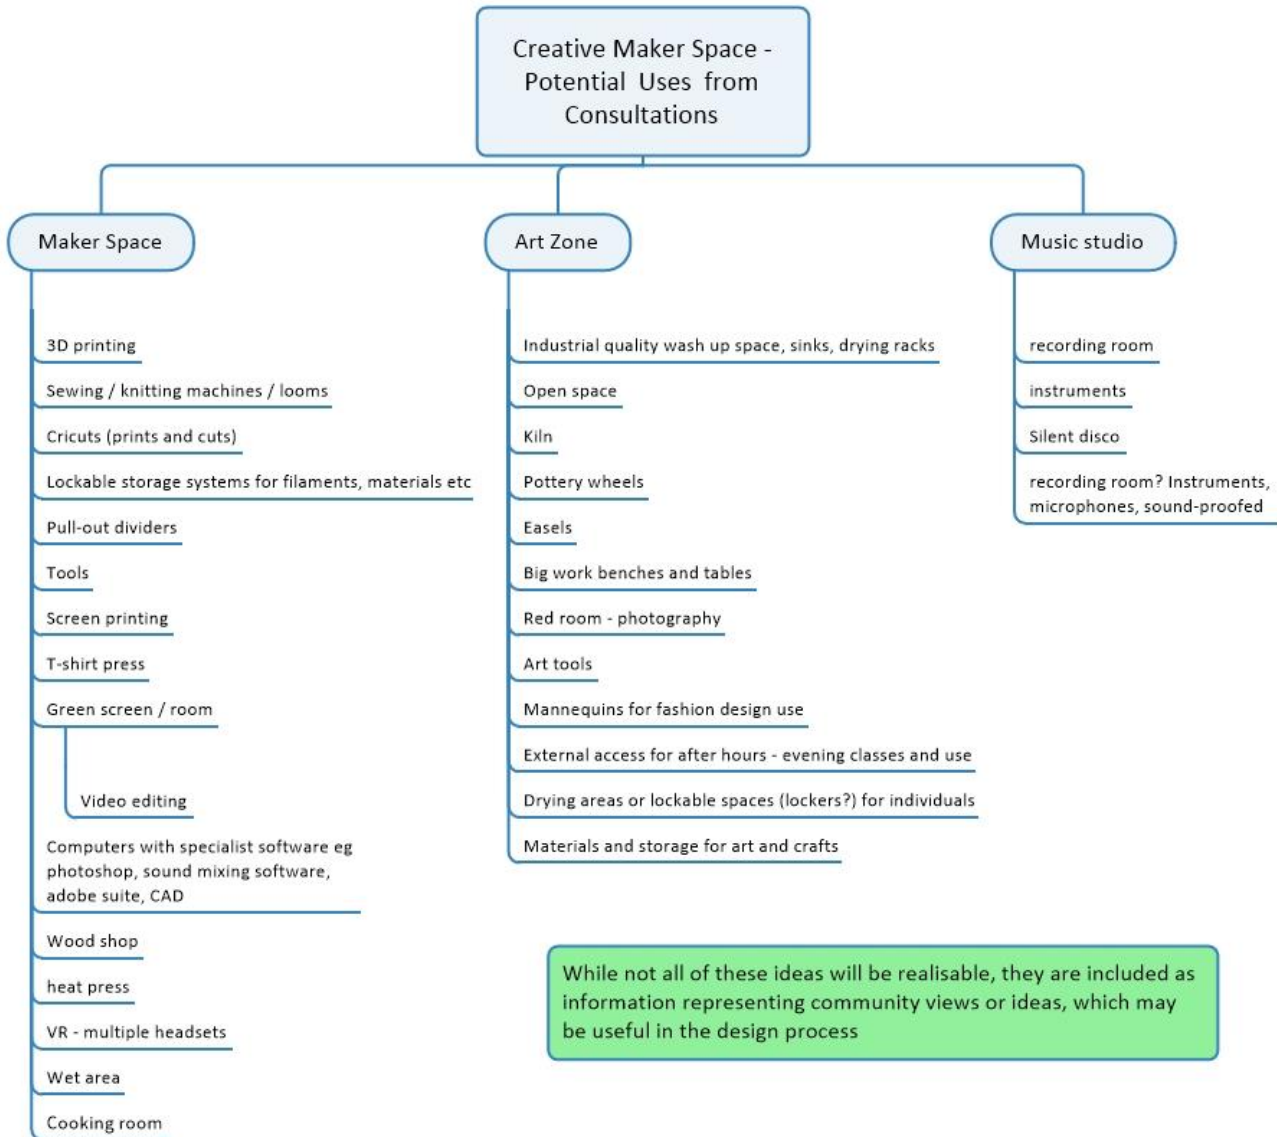 Creative Maker Space -
Potential Uses from
Consultations
Maker Space
3D printing
Sewing / knitting machines / looms
Cricuts (prints and cuts)
Lockable storage systems for filaments, materials etc
Pull-out dividers
Tools
Screen printing
T-shirt press
Green screen / room
Video editing
Computers with specialist software eg
photoshop, sound mixing software,
adobe suite, CAD
Wood shop
heat press
VR - multiple headsets
Wet area
Cooking room
Art Zone
Industrial quality wash up space, sinks, drying racks
Open space
Kiln
Pottery wheels
Easels
Big work benches and tables
Red room - photography
Art tools
Mannequins for fashion design use
External access for after hours - evening classes and use
Drying areas or lockable spaces (lockers?) for individuals
Materials and storage for art and crafts
Music studio
recording room
instruments
Silent disco
recording room? Instruments,
microphones, sound-proofed
While not all of these ideas will be realisable, they are included as
information representing community views or ideas, which may
be useful in the design process